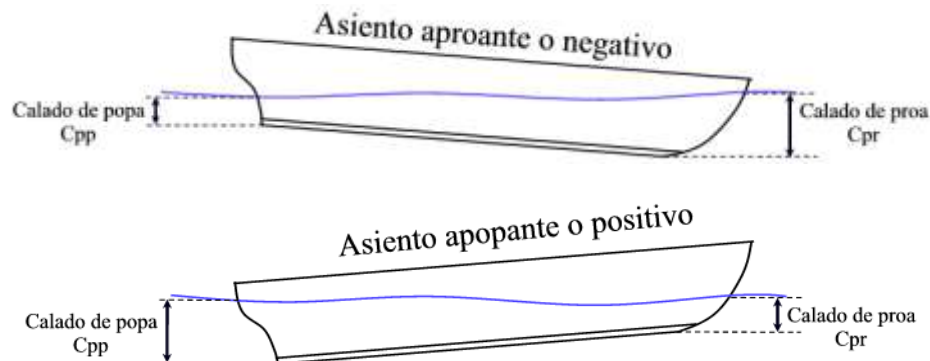 Asiento aproante o negativo
Calado de popa
Cpp
Calado de proa
Cpr
Asiento apopante o positivo
Calado de popa
Cpp
Calado de proa
Cpr